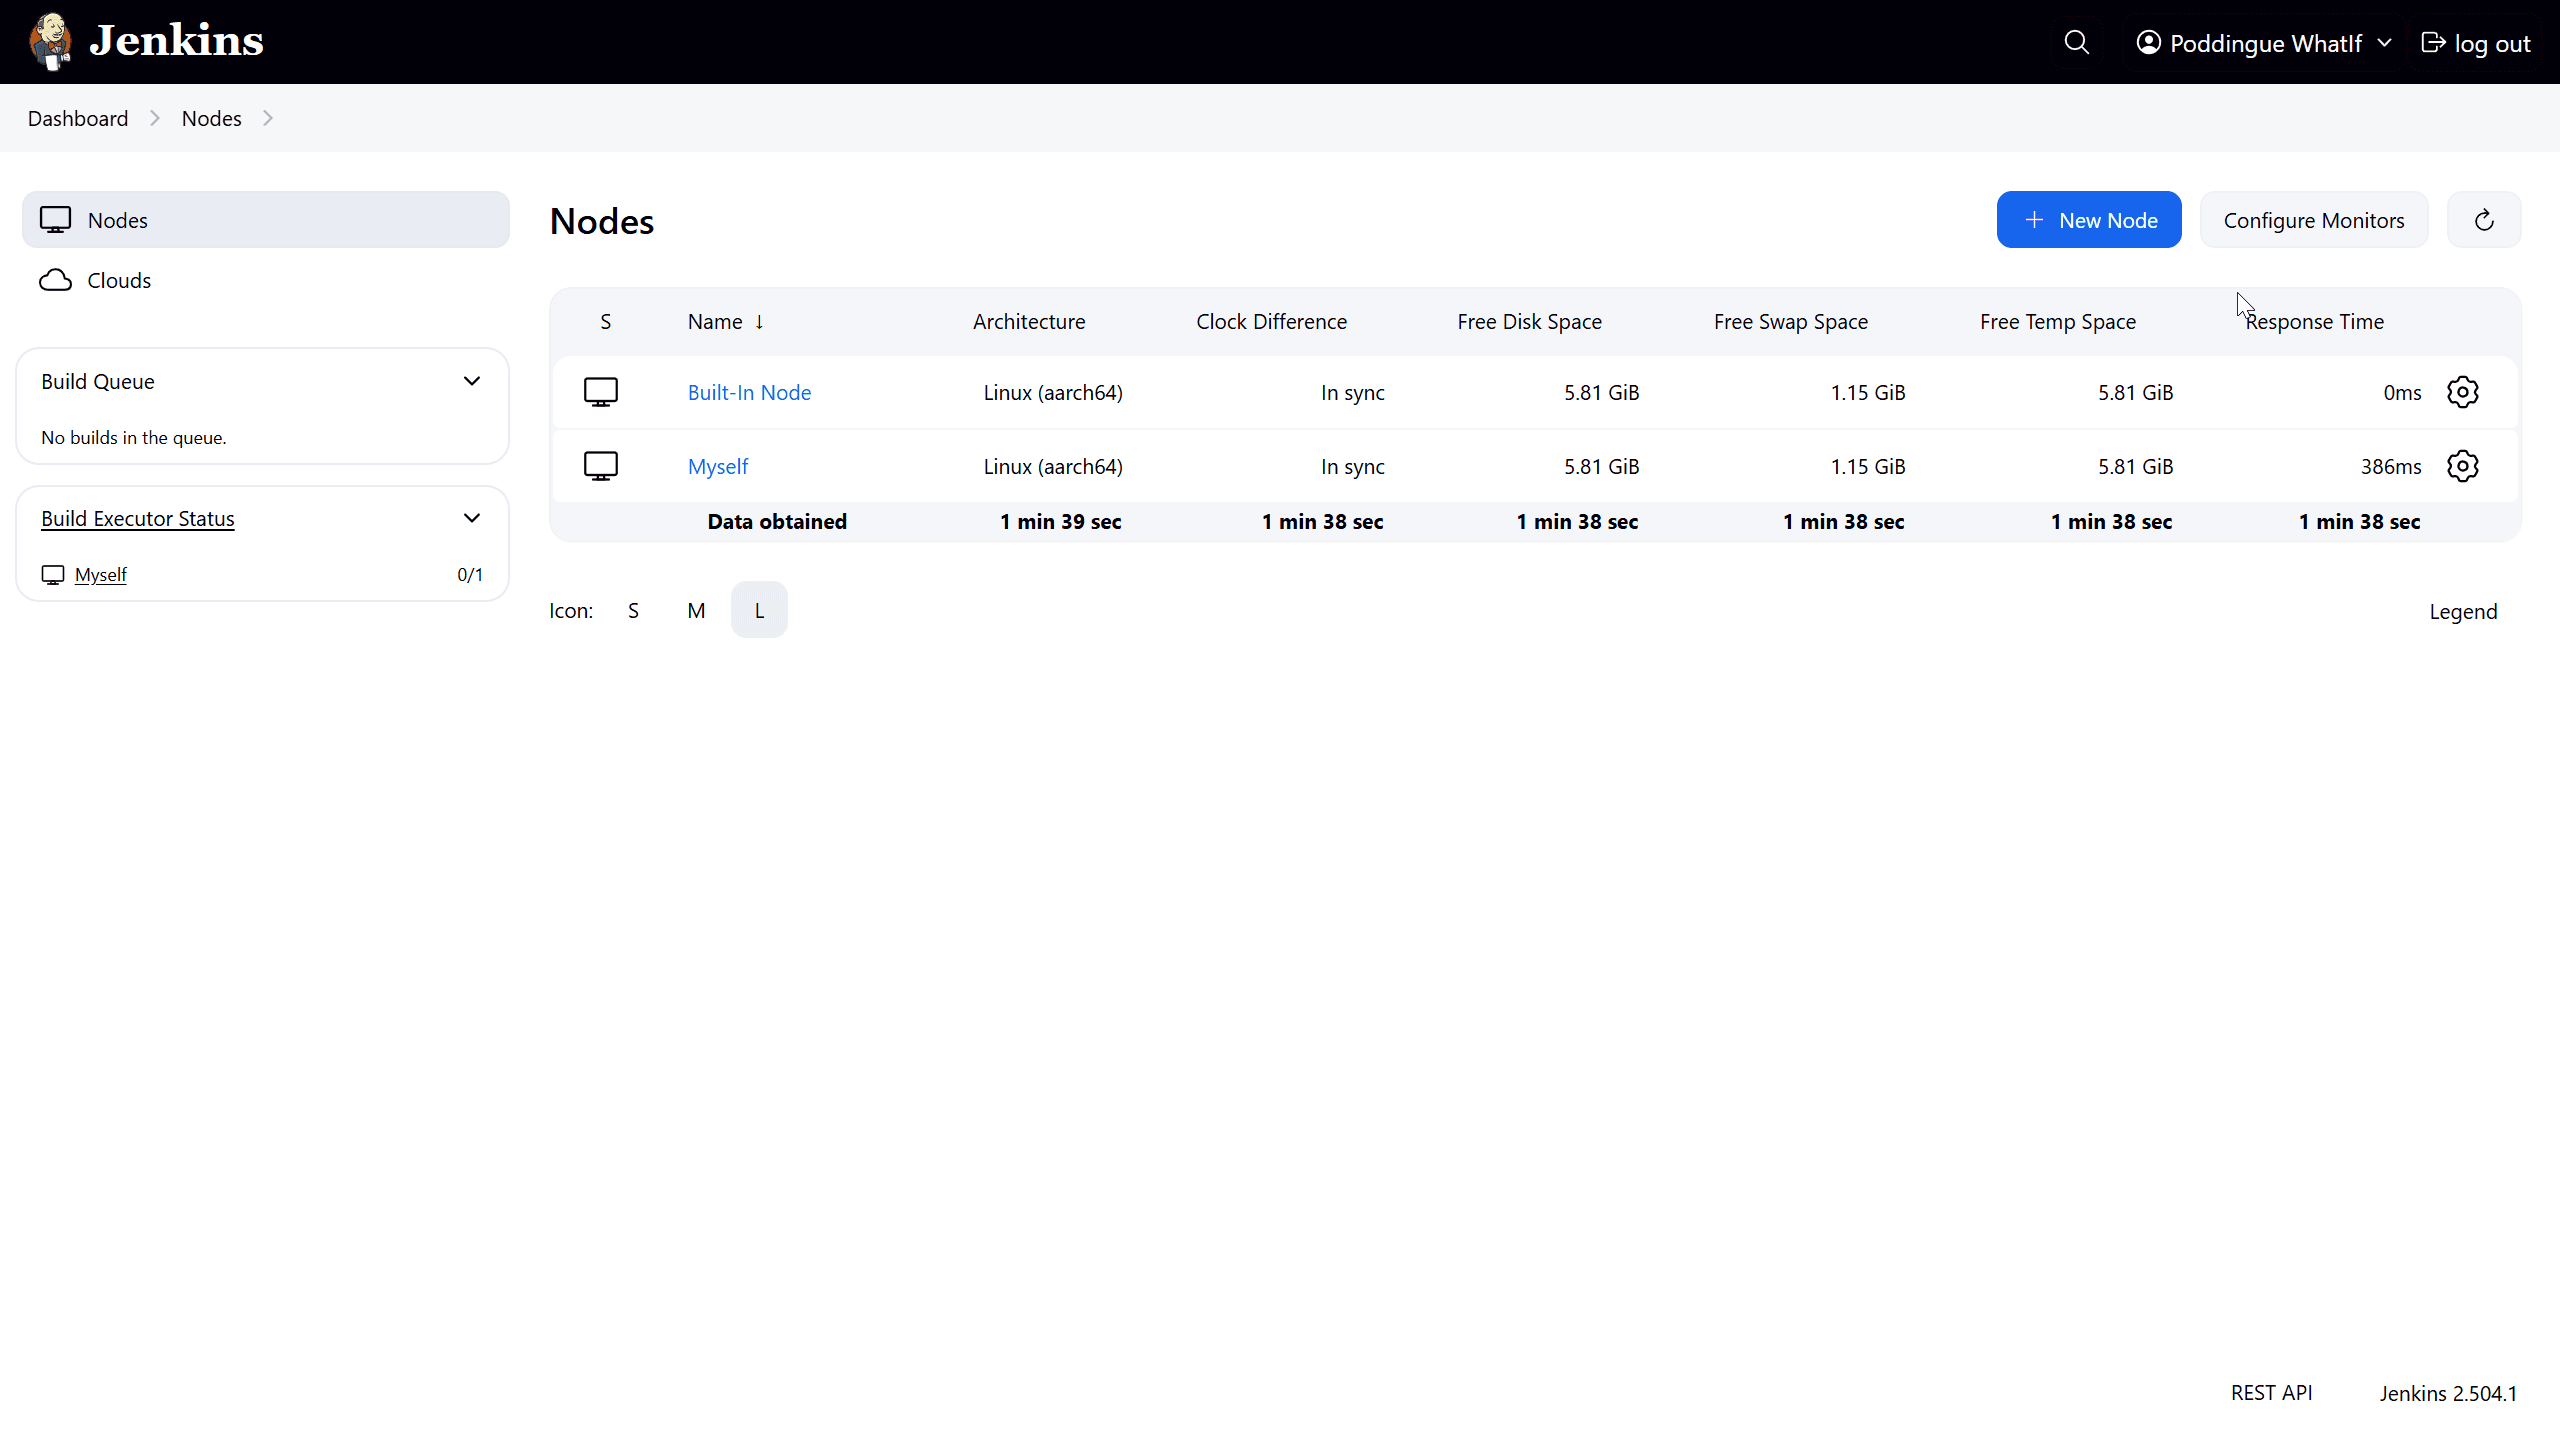 Jenkins
Poddingue WhatIf
log out
Dashboard
Nodes
Nodes
Clouds
Build Queue
No builds in the queue.
Build Executor Status
Myself 0/1
Nodes
New Node
Configure Monitors
S Name ↓ Architecture Clock Difference Free Disk Space Free Swap Space Free Temp Space Response Time
Built-In Node Linux (aarch64) In sync 5.81 GiB 1.15 GiB 5.81 GiB 0ms
Myself Linux (aarch64) In sync 5.81 GiB 1.15 GiB 5.81 GiB 386ms
Data obtained 1 min 39 sec 1 min 38 sec 1 min 38 sec 1 min 38 sec 1 min 38 sec 1 min 38 sec
Icon: S M L
Legend
REST API
Jenkins 2.504.1